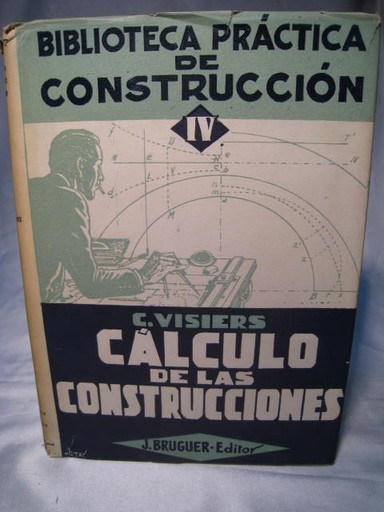 BIBLIOTECA PRÁCTICA
DE
CONSTRUCCIÓN
IV
C. VISIERS
CÁLCULO
DE LAS
CONSTRUCCIONES
J. BRUGUER - Editor